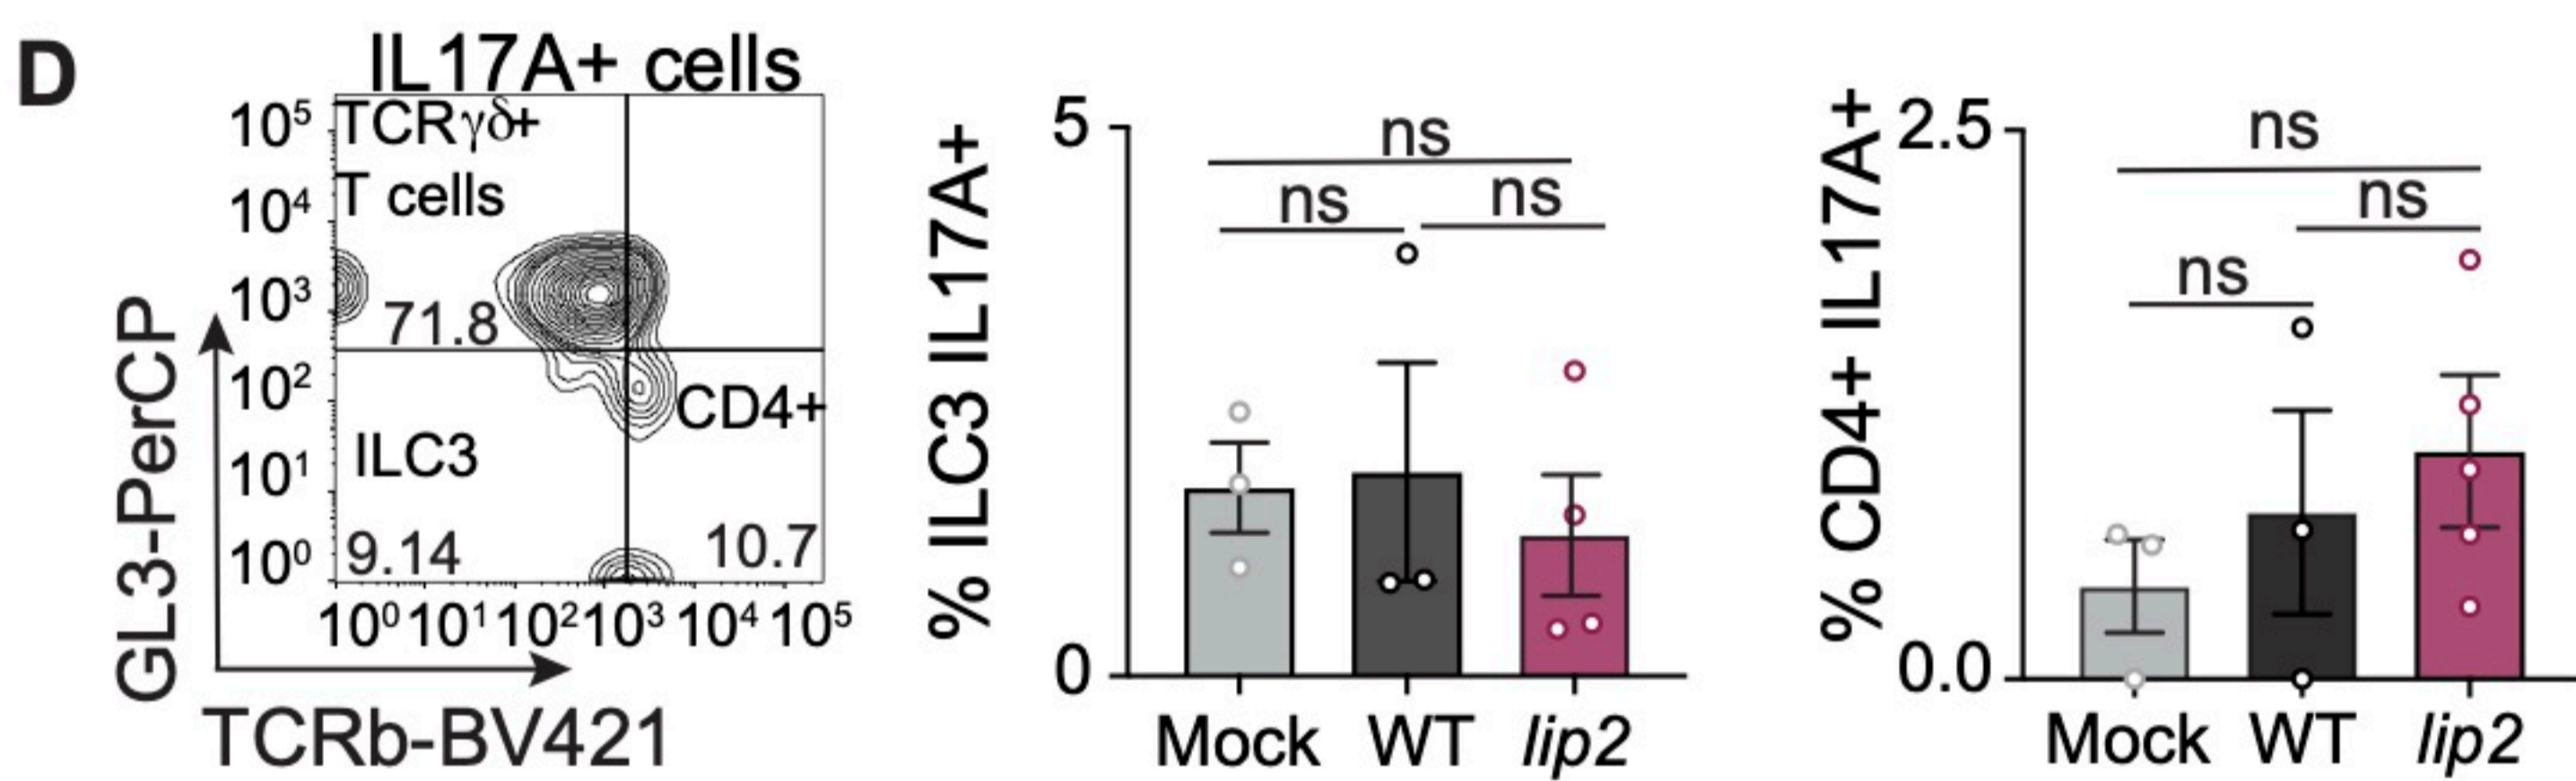 D
IL17A+ cells
GL3-PerCP
10⁵
10⁴
10³
10²
10¹
10⁰
TCRγδ+
T cells
71.8
CD4+
ILC3
9.14
10.7
10⁰ 10¹ 10² 10³ 10⁴ 10⁵
TCRb-BV421
% ILC3 IL17A+
5
0
ns
ns
ns
Mock WT lip2
% CD4+ IL17A+
2.5
0.0
ns
ns
ns
Mock WT lip2